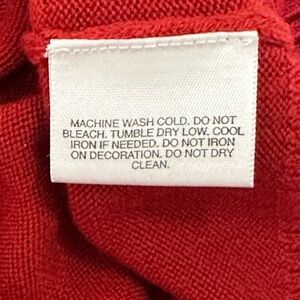 MACHINE WASH COLD. DO NOT
BLEACH. TUMBLE DRY LOW. COOL
IRON IF NEEDED. DO NOT IRON
ON DECORATION. DO NOT DRY
CLEAN.